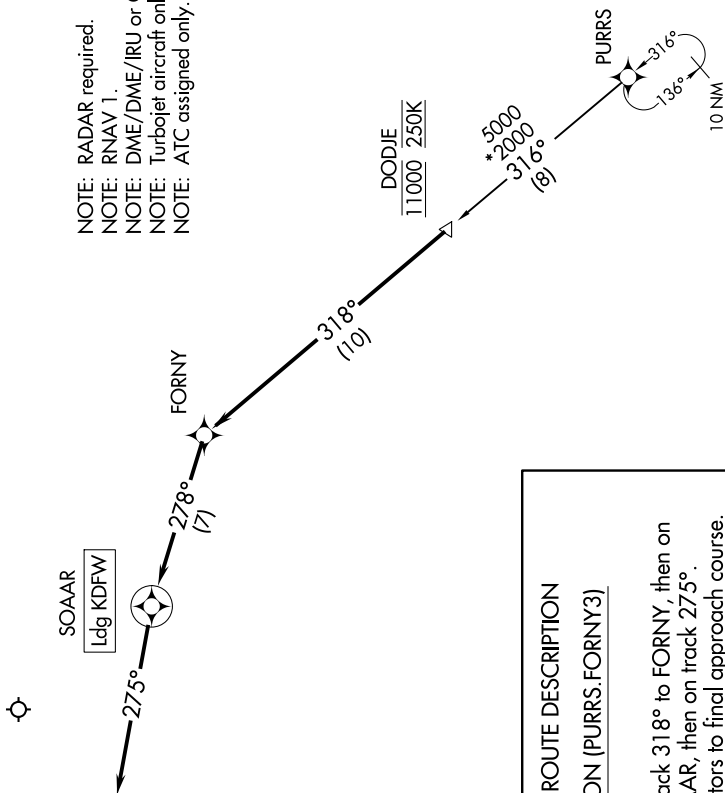 NOTE: RADAR required.
NOTE: RNAV 1.
NOTE: DME/DME/IRU or
NOTE: Turbojet aircraft onl
NOTE: ATC assigned only.
PURRS
316°
136°
10 NM
DODJE
11000 250K
5000
*2000
316°
(8)
318°
(10)
FORNY
278°
(7)
SOAAR
Ldg KDFW
275°
ROUTE DESCRIPTION
ON (PURRS.FORNY3)
ack 318° to FORNY, then on
AR, then on track 275°.
tors to final approach course.